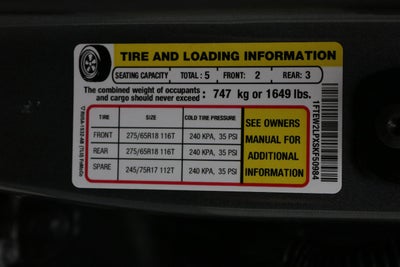 TIRE AND LOADING INFORMATION
SEATING CAPACITY TOTAL: 5 FRONT: 2 REAR: 3
The combined weight of occupants and cargo should never exceed : 747 kg or 1649 lbs.
TIRE SIZE COLD TIRE PRESSURE
FRONT 275/65R18 116T 240 KPA, 35 PSI
REAR 275/65R18 116T 240 KPA, 35 PSI
SPARE 245/75R17 112T 240 KPA, 35 PSI
SEE OWNERS
MANUAL FOR
ADDITIONAL
INFORMATION
1FTEW2LPXSKF50984